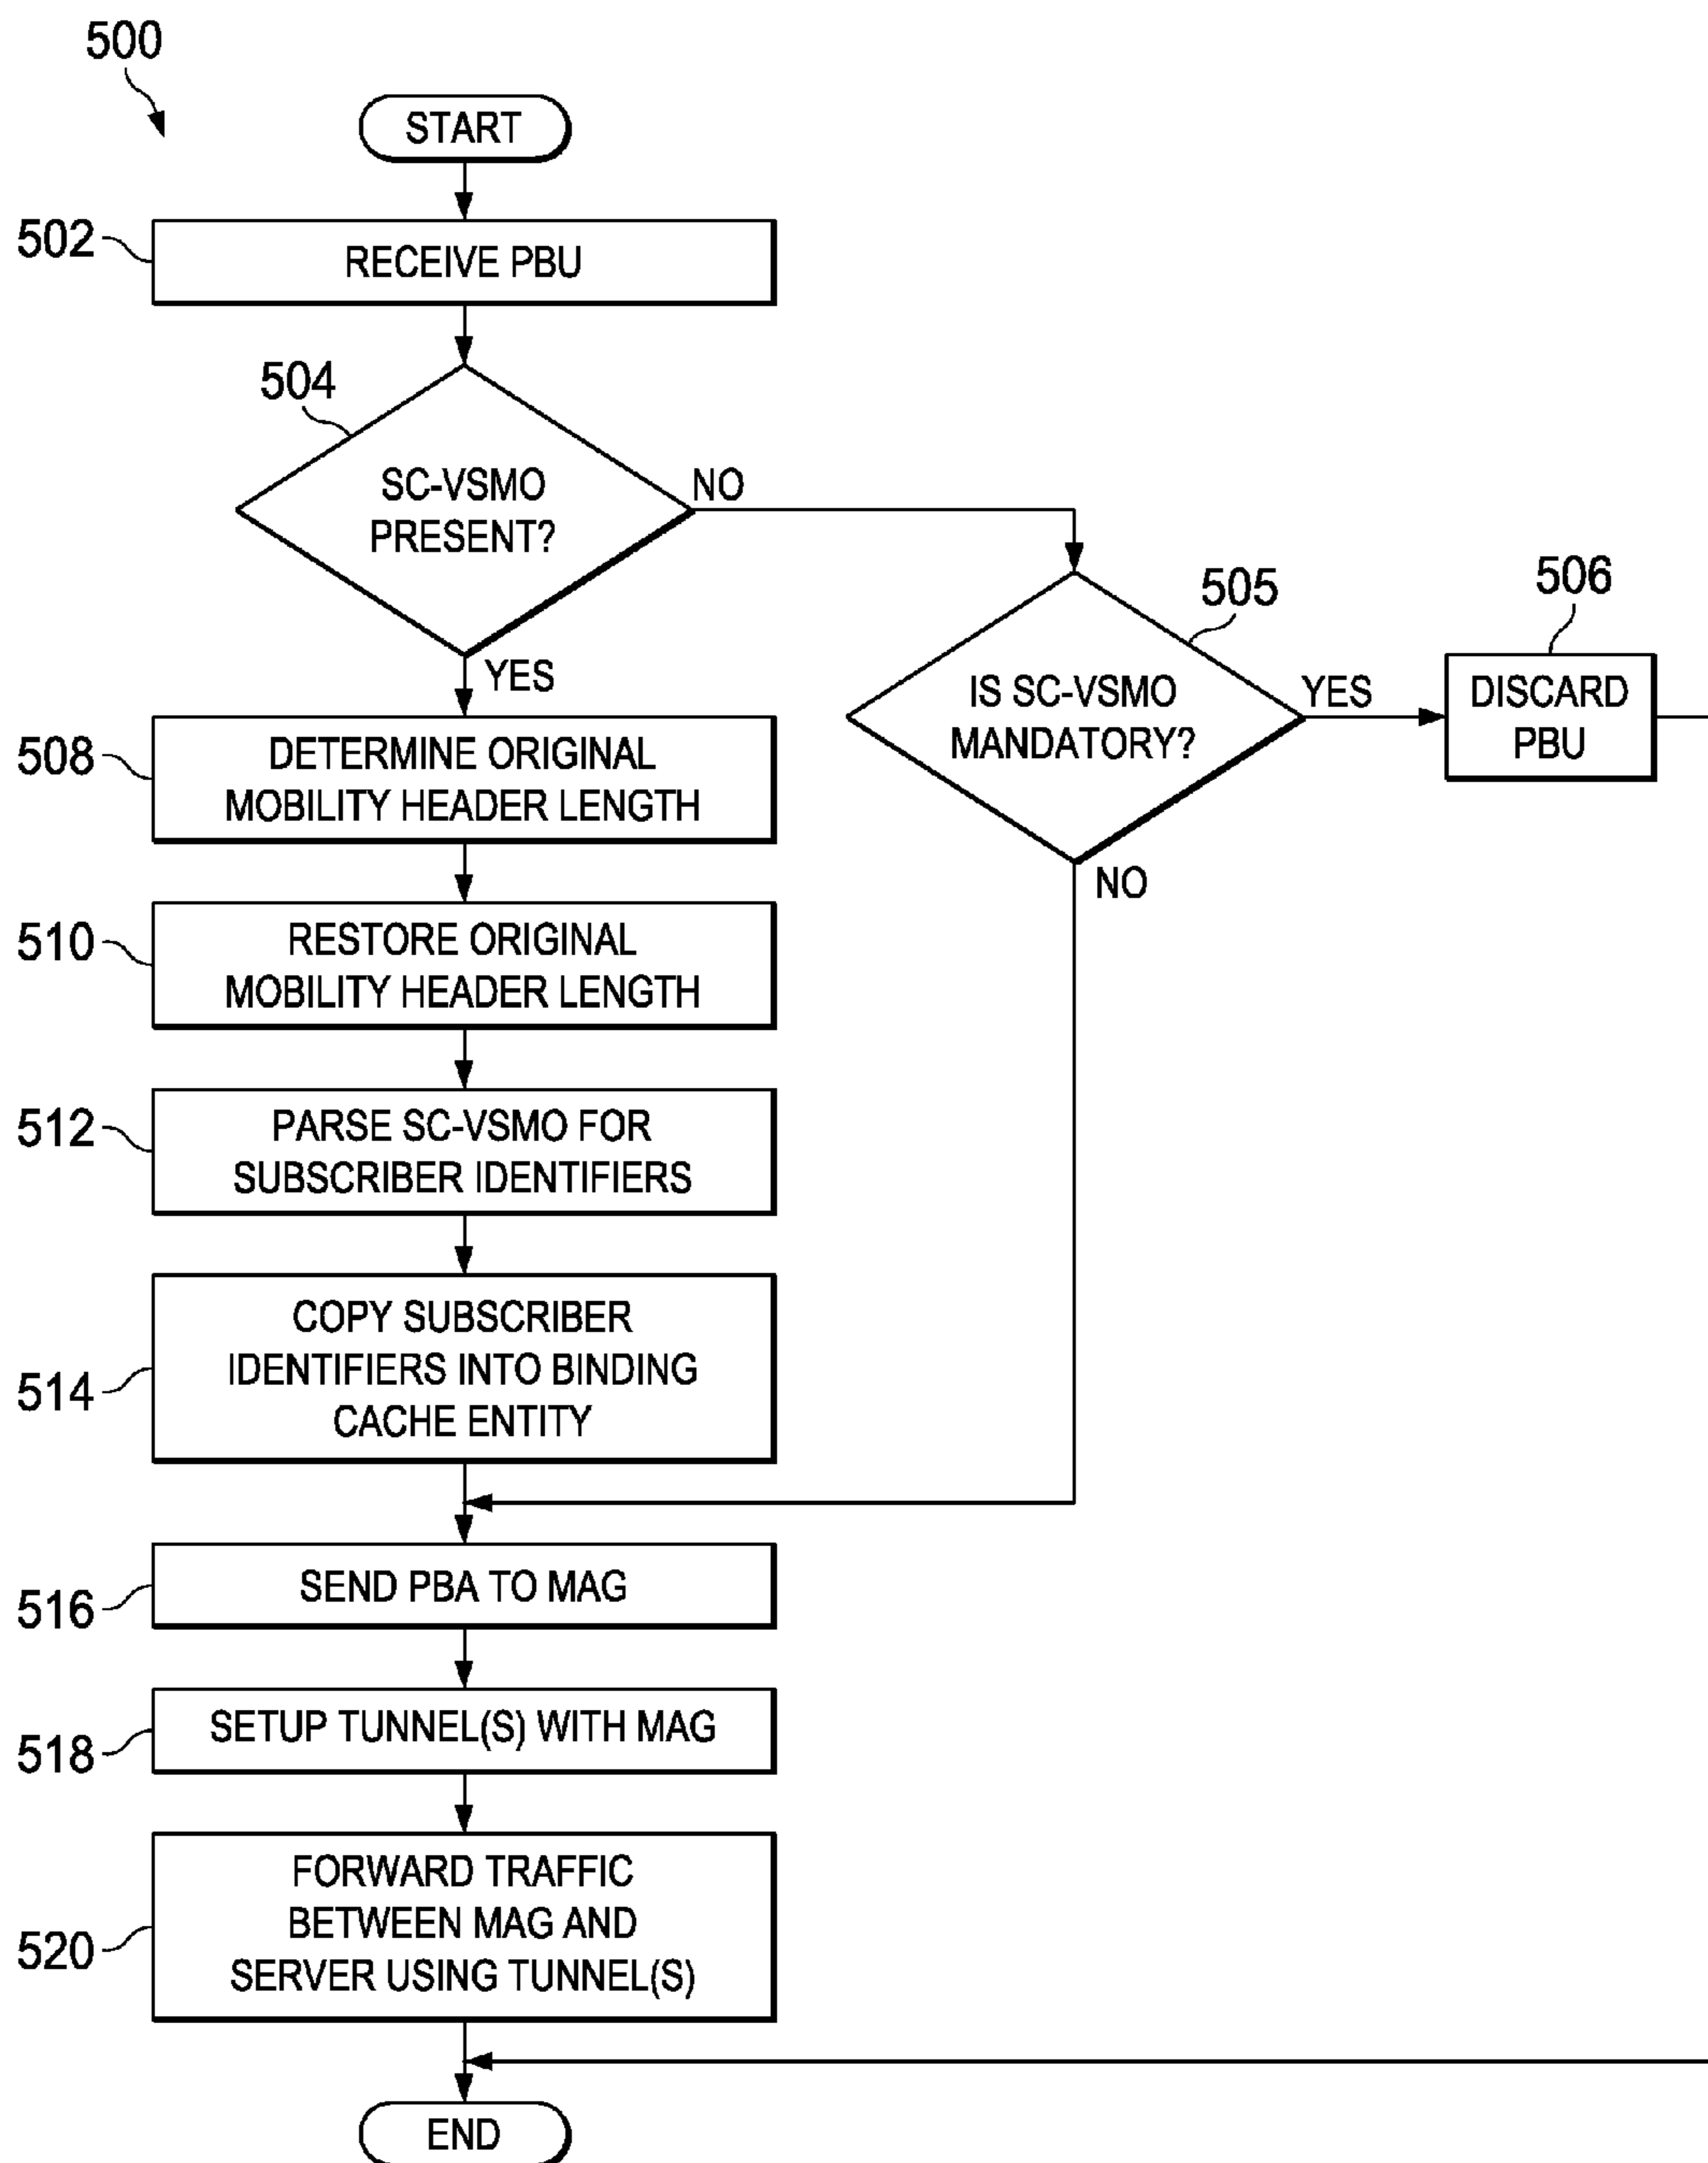 500
START
502
RECEIVE PBU
504
SC-VSMO
PRESENT?
NO
YES
505
IS SC-VSMO
MANDATORY?
YES
NO
506
DISCARD
PBU
508
DETERMINE ORIGINAL
MOBILITY HEADER LENGTH
510
RESTORE ORIGINAL
MOBILITY HEADER LENGTH
512
PARSE SC-VSMO FOR
SUBSCRIBER IDENTIFIERS
514
COPY SUBSCRIBER
IDENTIFIERS INTO BINDING
CACHE ENTITY
516
SEND PBA TO MAG
518
SETUP TUNNEL(S) WITH MAG
520
FORWARD TRAFFIC
BETWEEN MAG AND
SERVER USING TUNNEL(S)
END